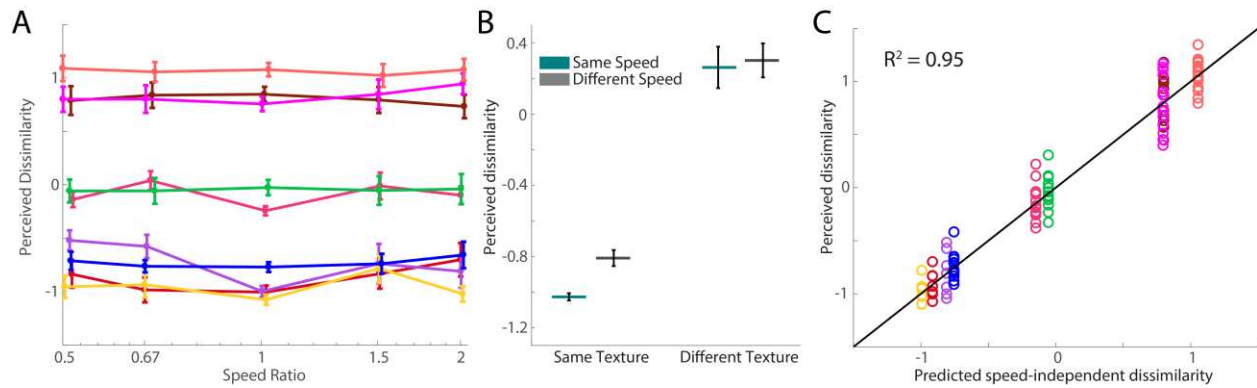 A
Perceived Dissimilarity
1
0
-1
0.5
0.67
1
1.5
2
Speed Ratio
B
Perceived dissimilarity
0.4
0
-0.4
-0.8
-1.2
Same Speed
Different Speed
Same Texture
Different Texture
C
Perceived dissimilarity
R² = 0.95
1
0
-1
-1
0
1
Predicted speed-independent dissimilarity